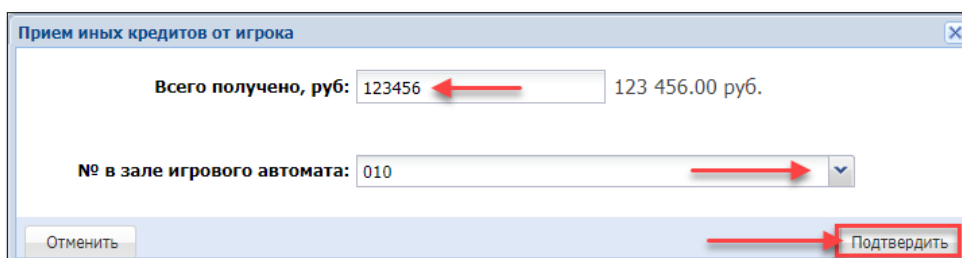 Прием иных кредитов от игрока
Всего получено, руб: 123456 123 456.00 руб.
№ в зале игрового автомата: 010
Отменить Подтвердить